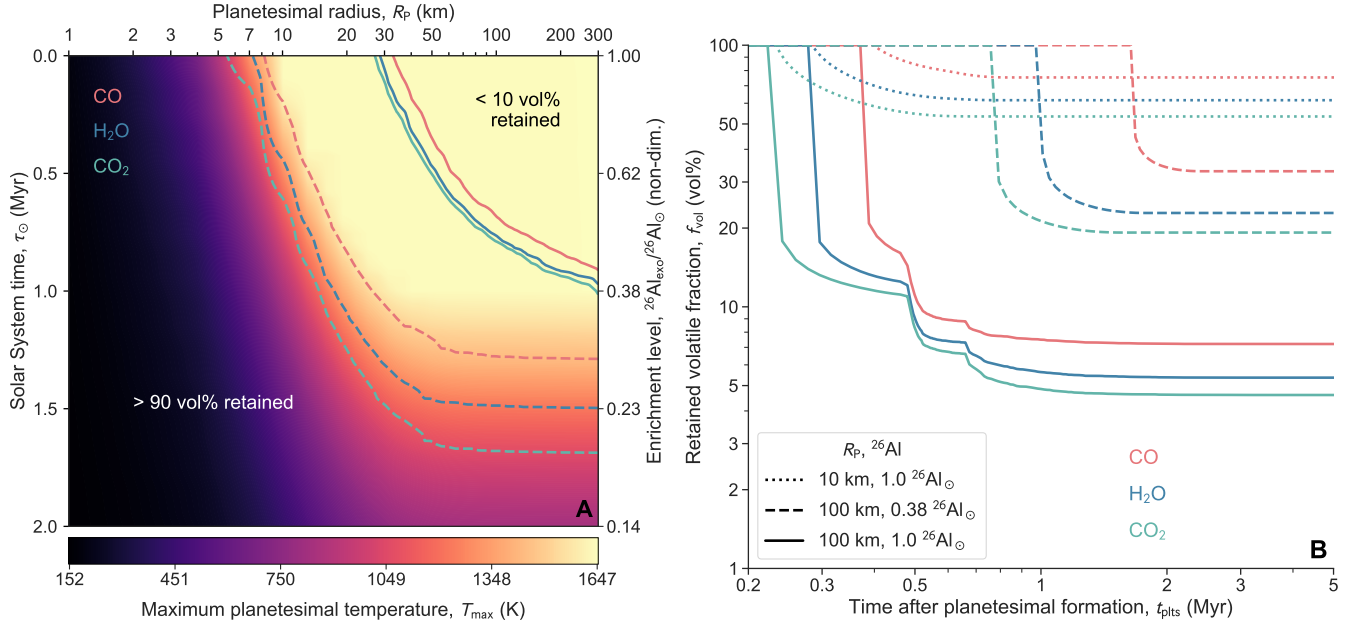 Planetesimal radius, R_P (km)
1 2 3 5 7 10 20 30 50 100 200 300
0.0
0.5
1.0
1.5
2.0
Solar System time, τ_⊙ (Myr)
CO
H₂O
CO₂
< 10 vol%
retained
> 90 vol% retained
A
1.00
0.62
0.38
0.23
0.14
Enrichment level, ²⁶Al_exo/²⁶Al_⊙ (non-dim.)
152 451 750 1049 1348 1647
Maximum planetesimal temperature, T_max (K)
100
50
30
20
10
5
3
2
1
Retained volatile fraction, f_vol (vol%)
R_P, ²⁶Al
10 km, 1.0 ²⁶Al_⊙
100 km, 0.38 ²⁶Al_⊙
100 km, 1.0 ²⁶Al_⊙
CO
H₂O
CO₂
B
0.2 0.3 0.5 1 2 3 5
Time after planetesimal formation, t_plts (Myr)